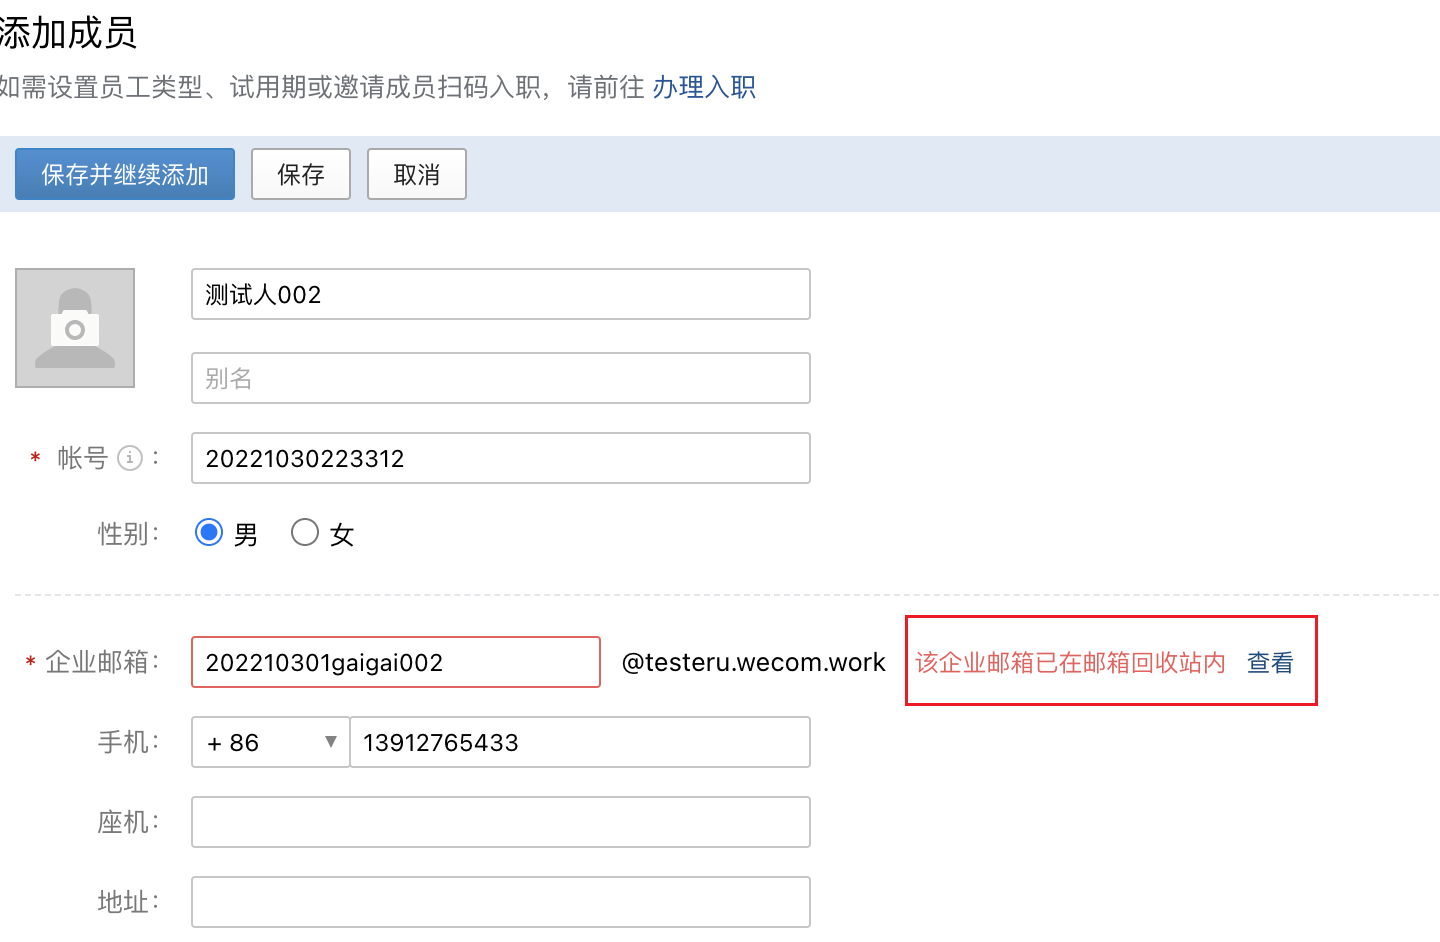 添加成员
如需设置员工类型、试用期或邀请成员扫码入职，请前往 办理入职
保存并继续添加 保存 取消
测试人002
别名
* 帐号 i : 20221030223312
性别: 男 女
* 企业邮箱: 202210301gaigai002 @testeru.wecom.work 该企业邮箱已在邮箱回收站内 查看
手机: + 86 ▼ 13912765433
座机:
地址: